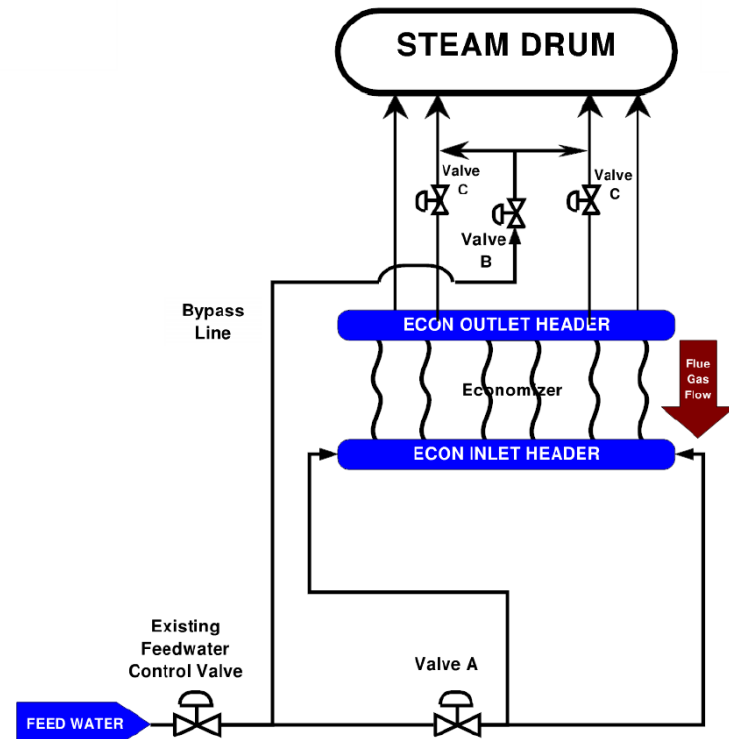 STEAM DRUM
Valve
C
Valve
C
Valve
B
Bypass
Line
ECON OUTLET HEADER
Flue
Gas
Flow
Economizer
ECON INLET HEADER
Existing
Feedwater
Control Valve
Valve A
FEED WATER